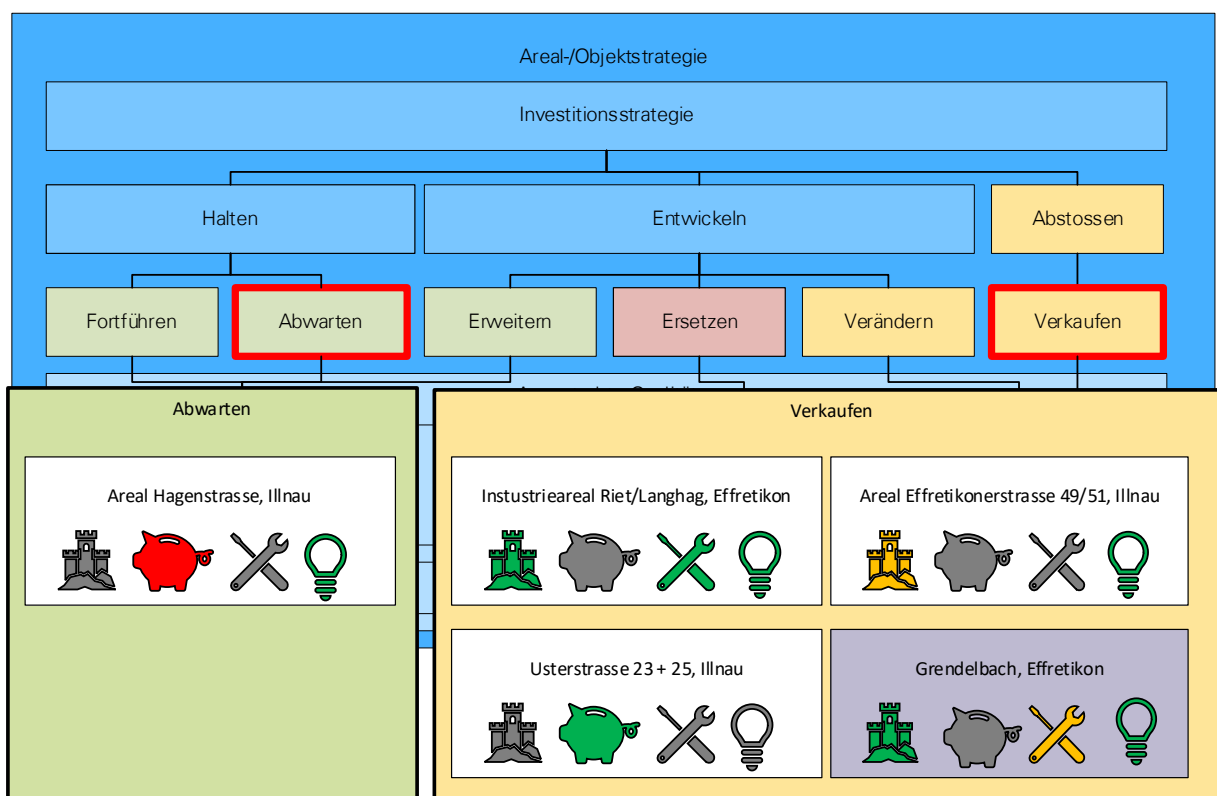 Areal-/Objektstrategie
Investitionsstrategie
Halten
Entwickeln
Abstossen
Fortführen
Abwarten
Erweitern
Ersetzen
Verändern
Verkaufen
Abwarten
Verkaufen
Areal Hagenstrasse, Illnau
Instustrieareal Riet/Langhag, Effretikon
Areal Effretikonerstrasse 49/51, Illnau
Usterstrasse 23 + 25, Illnau
Grendelbach, Effretikon